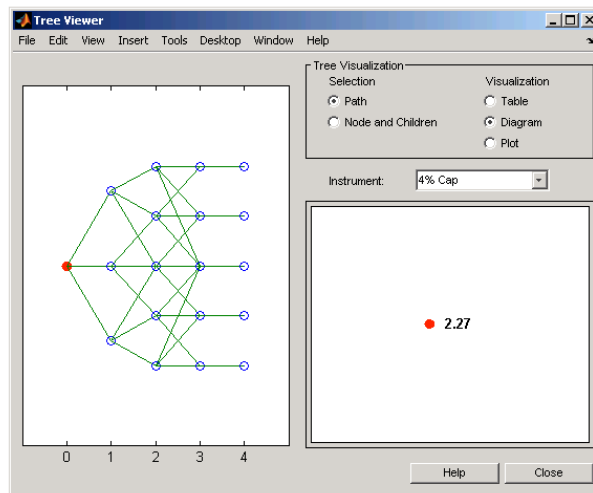 Tree Viewer
File Edit View Insert Tools Desktop Window Help
Tree Visualization
Selection Visualization
Path Table
Node and Children Diagram
Plot
Instrument: 4% Cap
2.27
0 1 2 3 4
Help Close